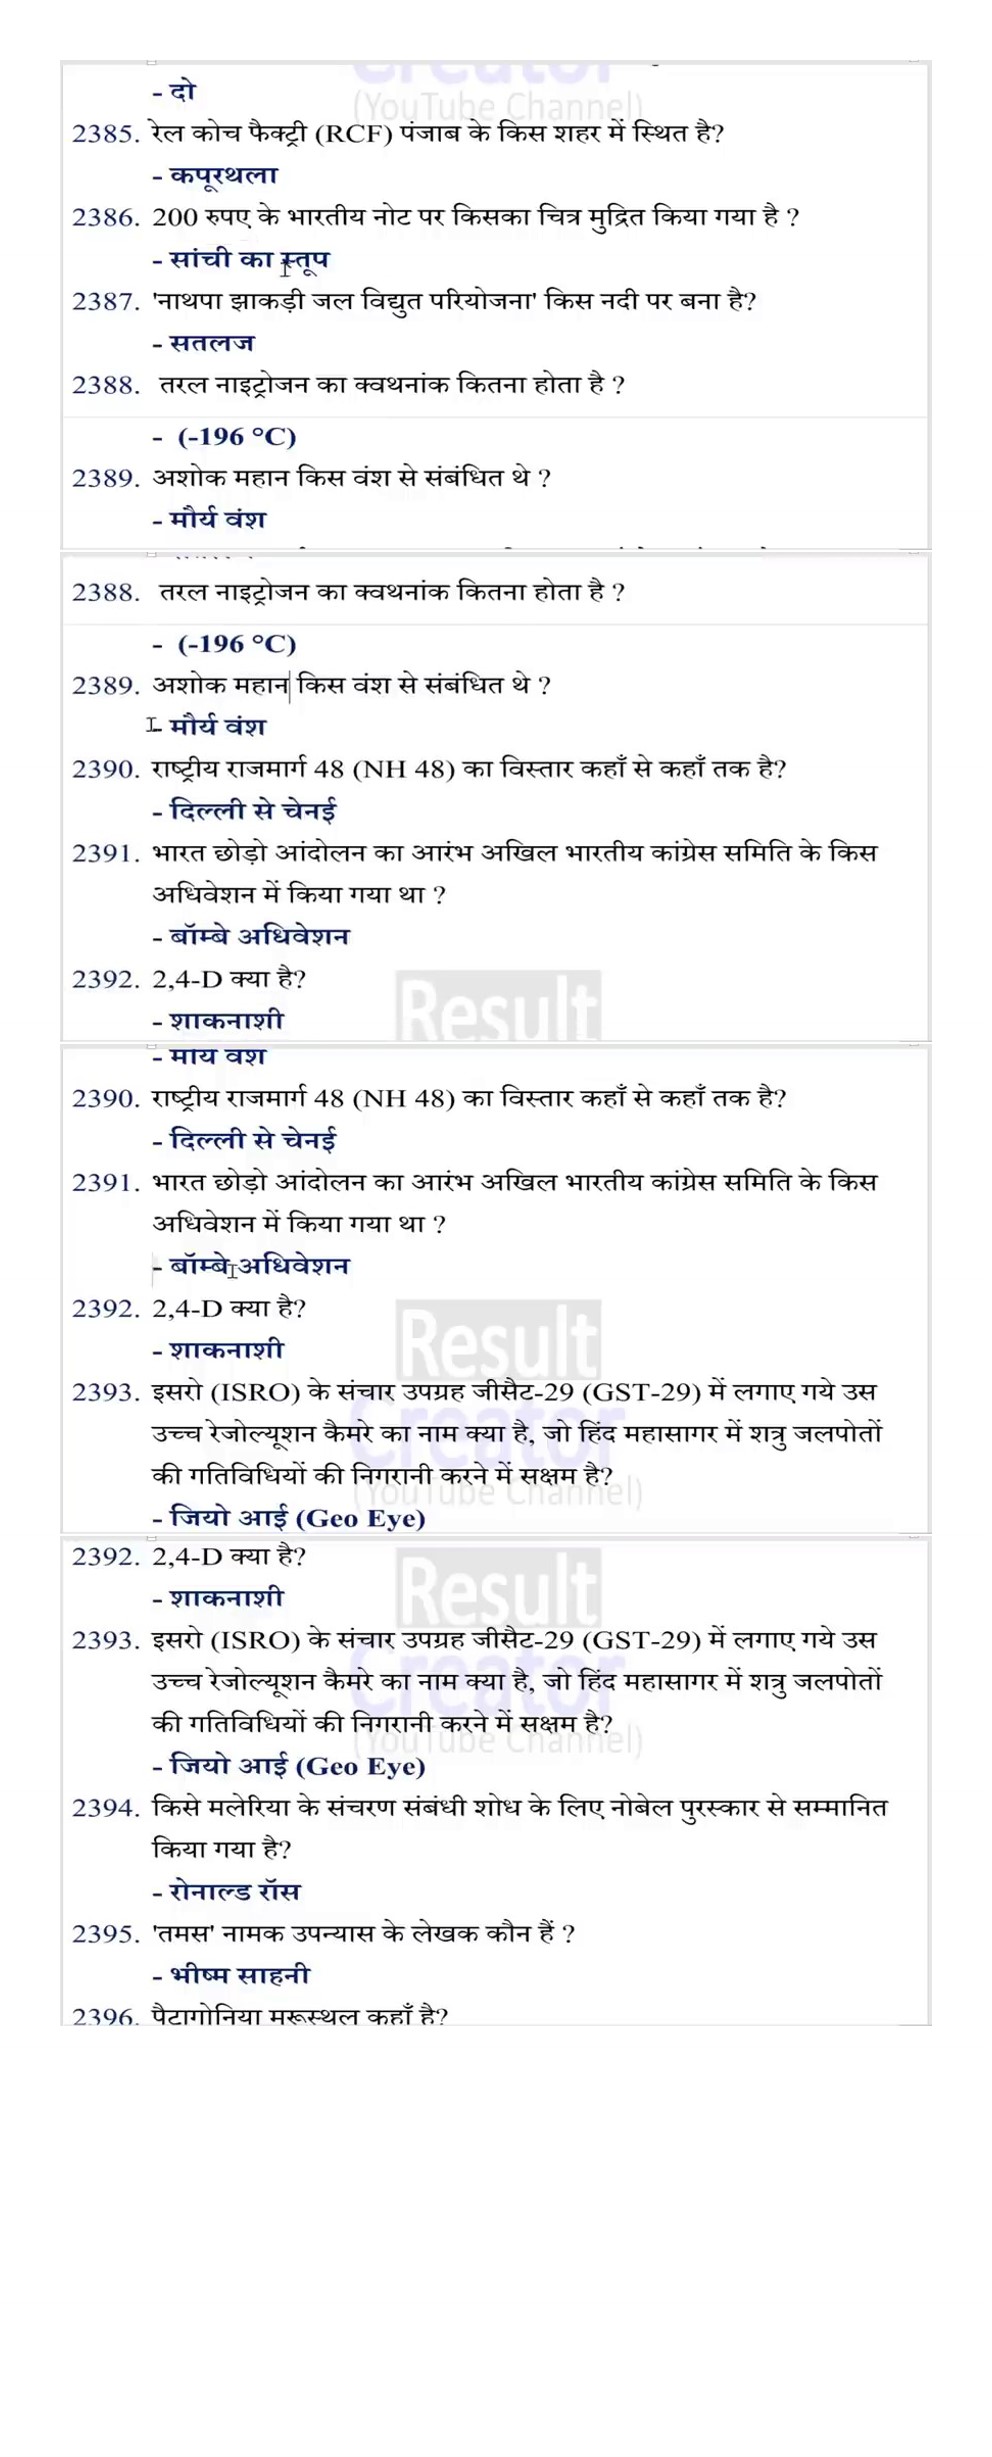 Creator
- दो
(YouTube Channel)
2385. रेल कोच फैक्ट्री (RCF) पंजाब के किस शहर में स्थित है?
- कपूरथला
2386. 200 रुपए के भारतीय नोट पर किसका चित्र मुद्रित किया गया है ?
- सांची का स्तूप
2387. 'नाथपा झाकड़ी जल विद्युत परियोजना' किस नदी पर बना है?
- सतलज
2388. तरल नाइट्रोजन का क्वथनांक कितना होता है ?
- (-196 °C)
2389. अशोक महान किस वंश से संबंधित थे ?
- मौर्य वंश
2388. तरल नाइट्रोजन का क्वथनांक कितना होता है ?
- (-196 °C)
2389. अशोक महान किस वंश से संबंधित थे ?
- मौर्य वंश
2390. राष्ट्रीय राजमार्ग 48 (NH 48) का विस्तार कहाँ से कहाँ तक है?
- दिल्ली से चेनई
2391. भारत छोड़ो आंदोलन का आरंभ अखिल भारतीय कांग्रेस समिति के किस
अधिवेशन में किया गया था ?
- बॉम्बे अधिवेशन
2392. 2,4-D क्या है?
Result
- शाकनाशी
- मौर्य वंश
2390. राष्ट्रीय राजमार्ग 48 (NH 48) का विस्तार कहाँ से कहाँ तक है?
- दिल्ली से चेनई
2391. भारत छोड़ो आंदोलन का आरंभ अखिल भारतीय कांग्रेस समिति के किस
अधिवेशन में किया गया था ?
- बॉम्बे अधिवेशन
2392. 2,4-D क्या है?
Result
- शाकनाशी
2393. इसरो (ISRO) के संचार उपग्रह जीसैट-29 (GST-29) में लगाए गये उस
Creator
उच्च रेजोल्यूशन कैमरे का नाम क्या है, जो हिंद महासागर में शत्रु जलपोतों
की गतिविधियों की निगरानी करने में सक्षम है?
(YouTube Channel)
- जियो आई (Geo Eye)
2392. 2,4-D क्या है?
Result
- शाकनाशी
2393. इसरो (ISRO) के संचार उपग्रह जीसैट-29 (GST-29) में लगाए गये उस
Creator
उच्च रेजोल्यूशन कैमरे का नाम क्या है, जो हिंद महासागर में शत्रु जलपोतों
की गतिविधियों की निगरानी करने में सक्षम है?
(YouTube Channel)
- जियो आई (Geo Eye)
2394. किसे मलेरिया के संचरण संबंधी शोध के लिए नोबेल पुरस्कार से सम्मानित
किया गया है?
- रोनाल्ड रॉस
2395. 'तमस' नामक उपन्यास के लेखक कौन हैं ?
- भीष्म साहनी
2396. पैटागोनिया मरूस्थल कहाँ है?